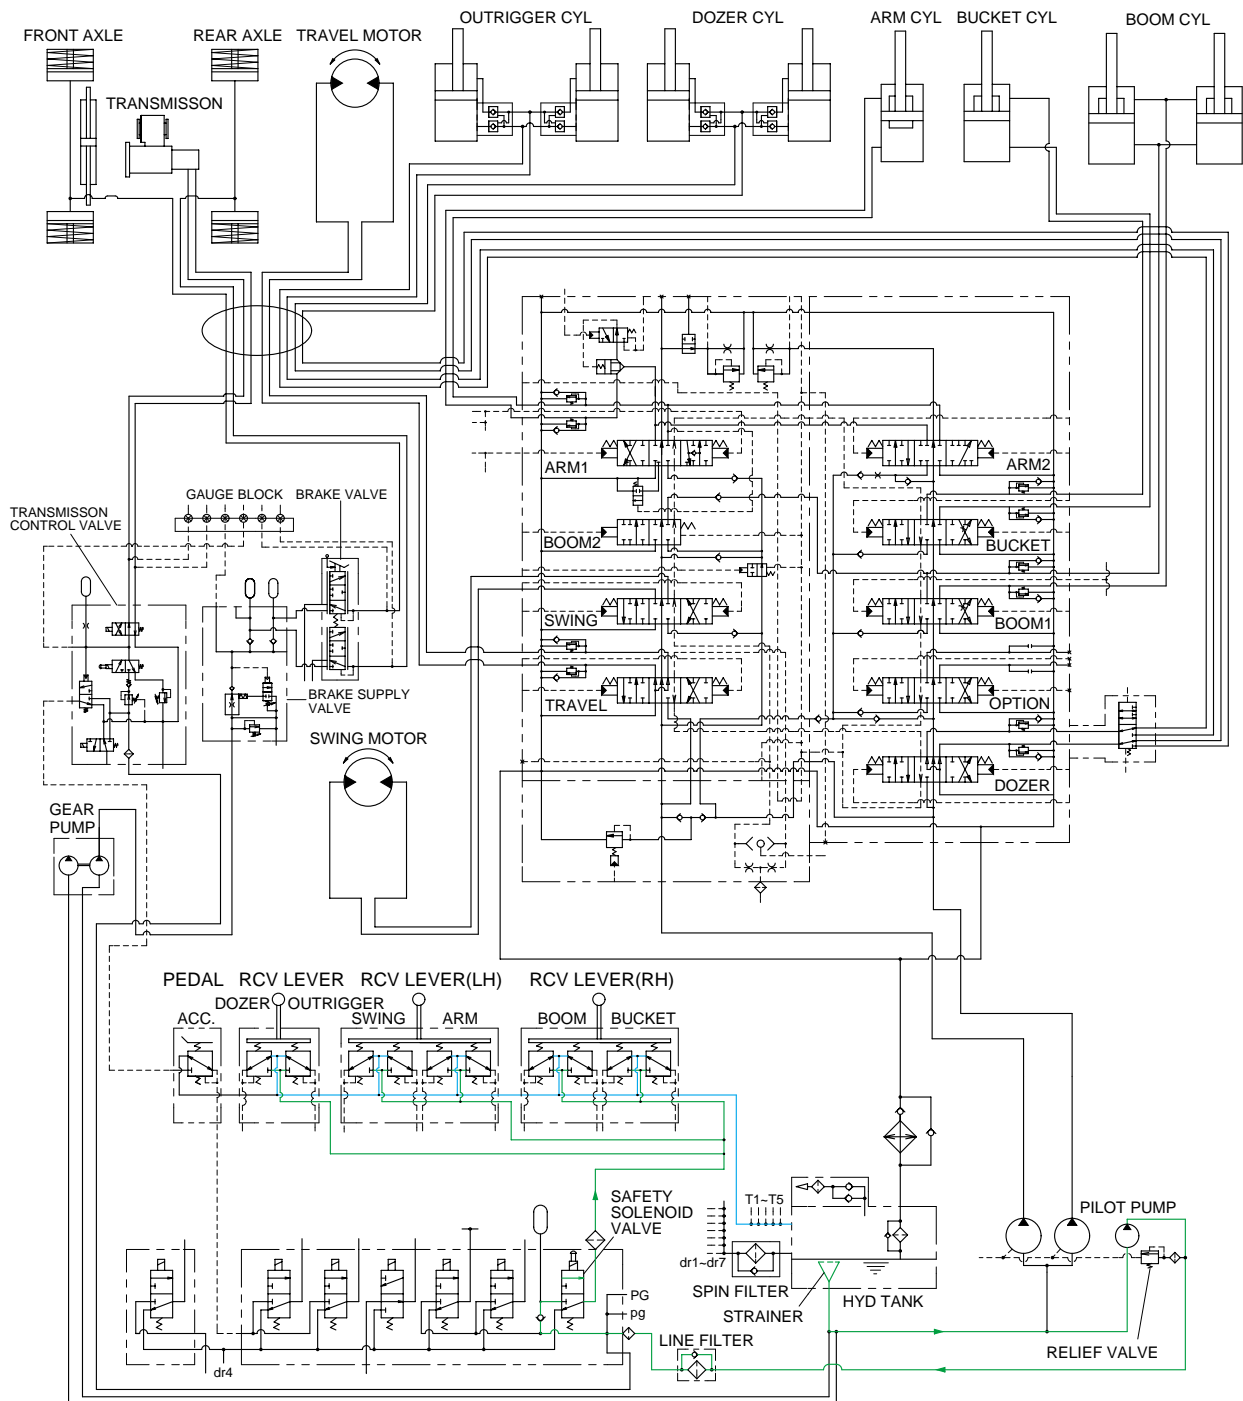 OUTRIGGER CYL
DOZER CYL
ARM CYL
BUCKET CYL
BOOM CYL
FRONT AXLE
REAR AXLE
TRAVEL MOTOR
TRANSMISSON
ARM1
ARM2
GAUGE BLOCK
BRAKE VALVE
TRANSMISSON
CONTROL VALVE
BOOM2
BUCKET
SWING
BOOM1
BRAKE SUPPLY
VALVE
TRAVEL
OPTION
SWING MOTOR
DOZER
GEAR
PUMP
PEDAL
RCV LEVER
RCV LEVER(LH)
RCV LEVER(RH)
DOZER
OUTRIGGER
ACC.
SWING
ARM
BOOM
BUCKET
SAFETY
SOLENOID
VALVE
T1~T5
PILOT PUMP
dr1~dr7
SPIN FILTER
STRAINER
HYD TANK
PG
pg
LINE FILTER
RELIEF VALVE
dr4